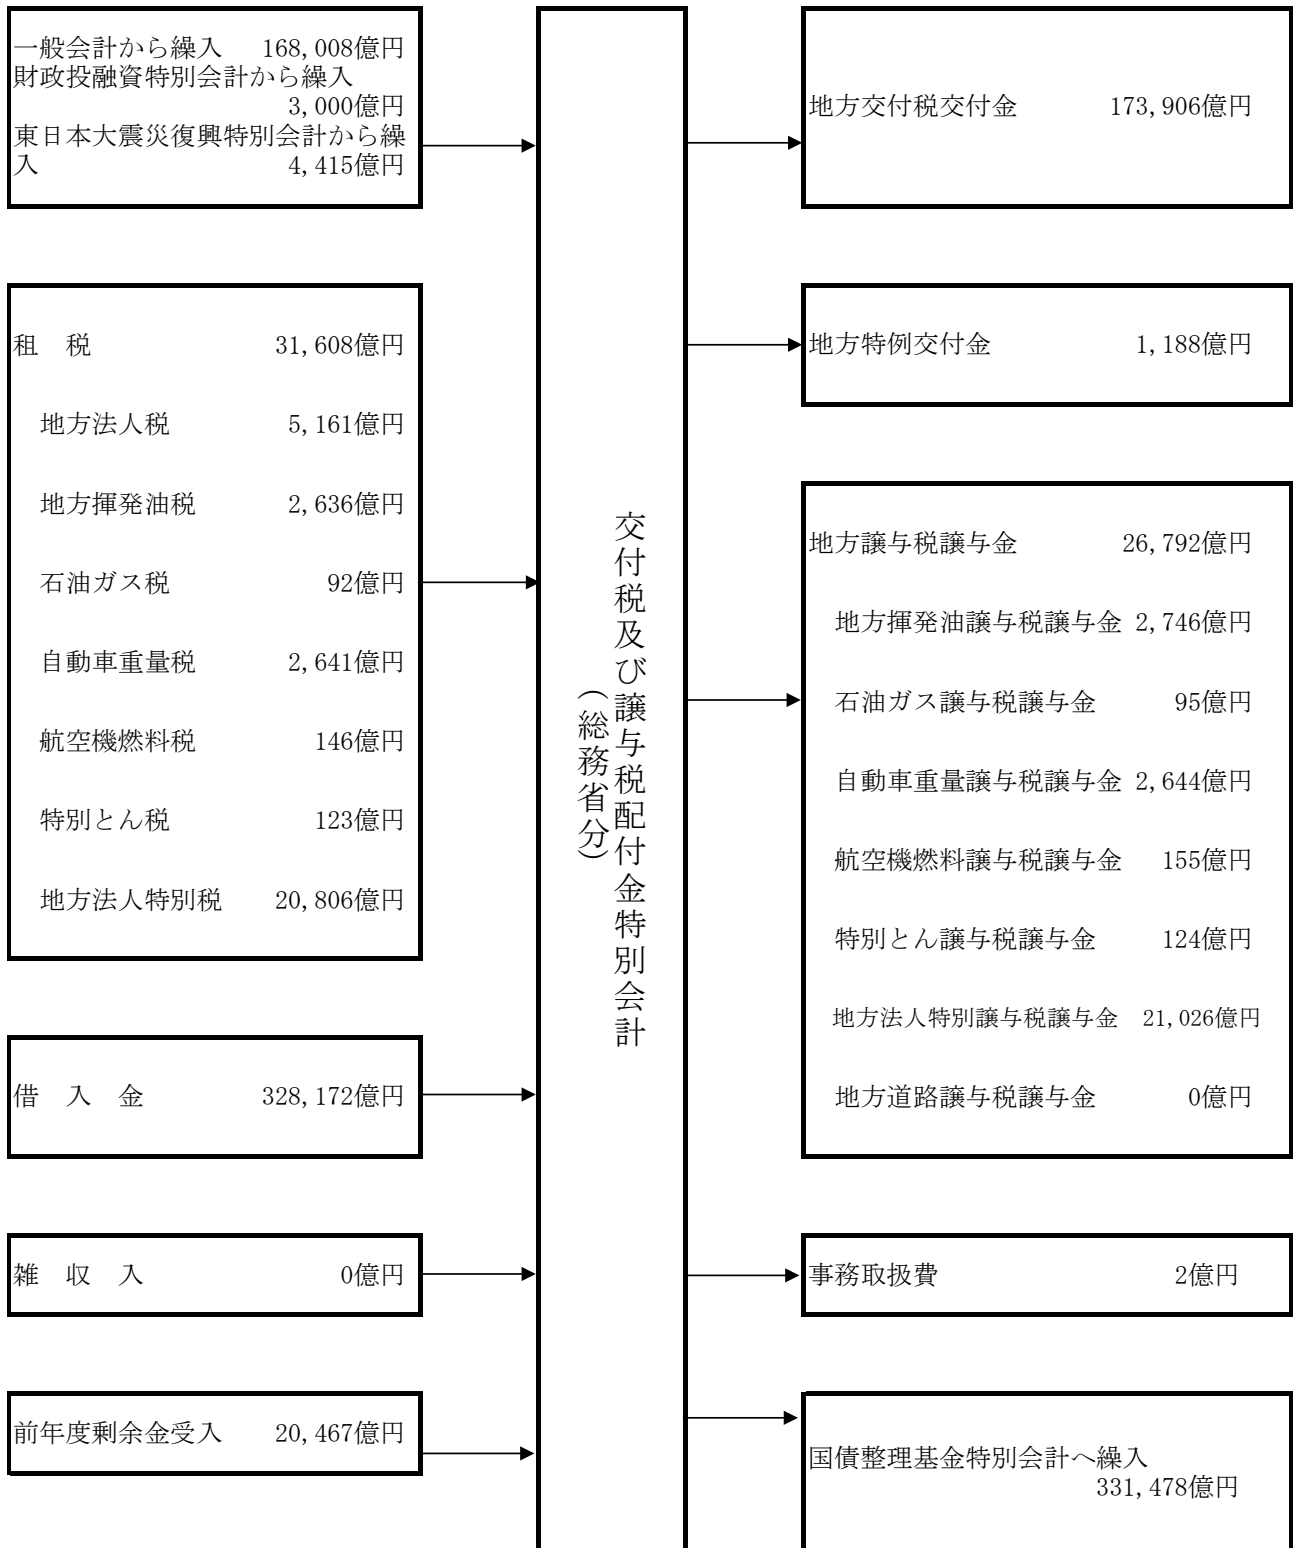 一般会計から繰入 168,008億円
財政投融資特別会計から繰入
3,000億円
東日本大震災復興特別会計から繰
入 4,415億円
租 税 31,608億円
地方法人税 5,161億円
地方揮発油税 2,636億円
石油ガス税 92億円
自動車重量税 2,641億円
航空機燃料税 146億円
特別とん税 123億円
地方法人特別税 20,806億円
借 入 金 328,172億円
雑 収 入 0億円
前年度剰余金受入 20,467億円
交付税及び譲与税配付金特別会計
(総務省分)
地方交付税交付金 173,906億円
地方特例交付金 1,188億円
地方譲与税譲与金 26,792億円
地方揮発油譲与税譲与金 2,746億円
石油ガス譲与税譲与金 95億円
自動車重量譲与税譲与金 2,644億円
航空機燃料譲与税譲与金 155億円
特別とん譲与税譲与金 124億円
地方法人特別譲与税譲与金 21,026億円
地方道路譲与税譲与金 0億円
事務取扱費 2億円
国債整理基金特別会計へ繰入
331,478億円